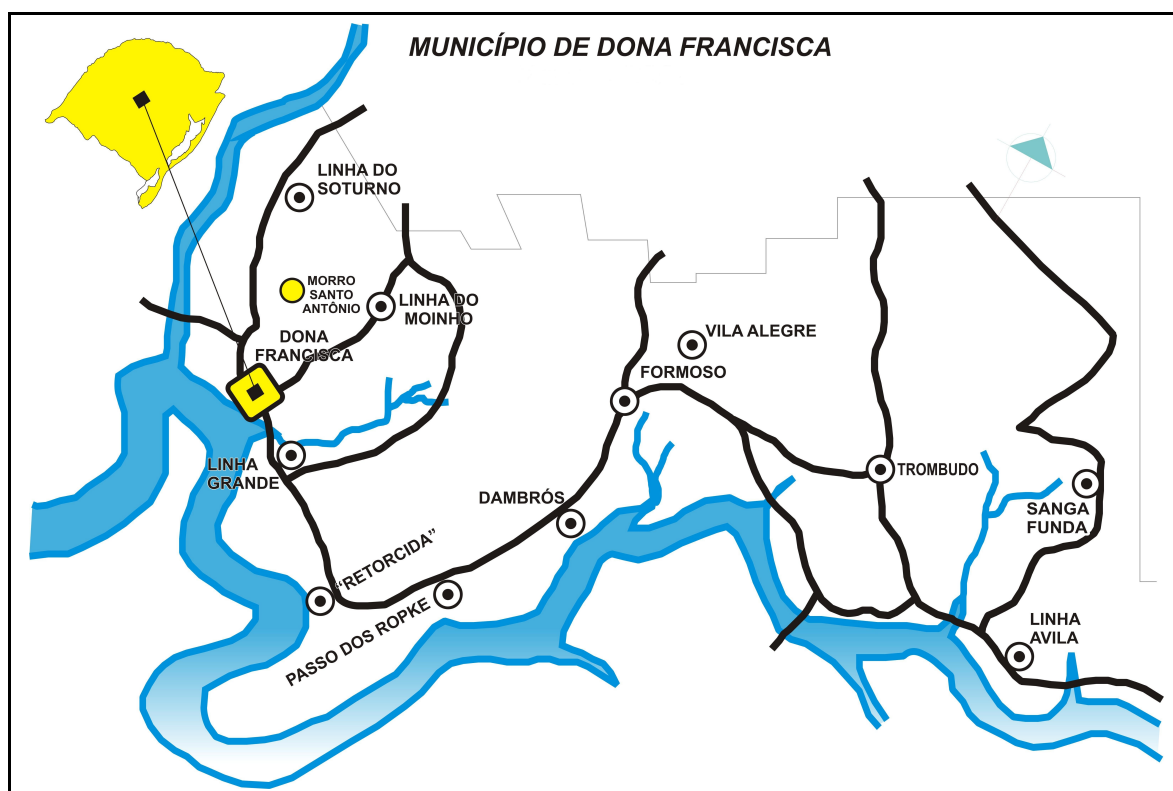 MUNICÍPIO DE DONA FRANCISCA
LINHA DO
SOTURNO
MORRO
SANTO
ANTÔNIO
LINHA DO
MOINHO
DONA
FRANCISCA
VILA ALEGRE
FORMOSO
LINHA
GRANDE
TROMBUDO
DAMBRÓS
SANGA
FUNDA
"RETORCIDA"
PASSO DOS ROPKE
LINHA
AVILA